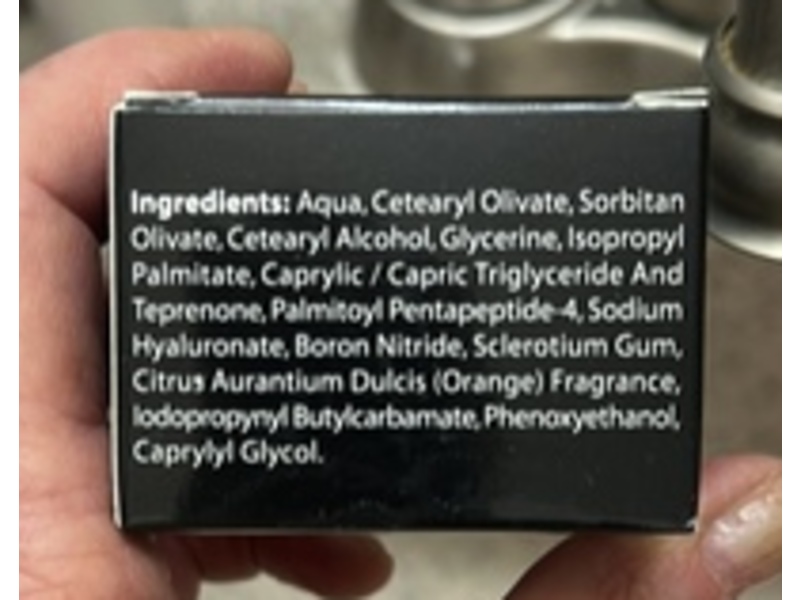 Ingredients: Aqua, Cetearyl Olivate, Sorbitan
Olivate, Cetearyl Alcohol, Glycerine, Isopropyl
Palmitate, Caprylic / Capric Triglyceride And
Teprenone, Palmitoyl Pentapeptide-4, Sodium
Hyaluronate, Boron Nitride, Sclerotium Gum,
Citrus Aurantium Dulcis (Orange) Fragrance,
Iodopropynyl Butylcarbamate, Phenoxyethanol,
Caprylyl Glycol.